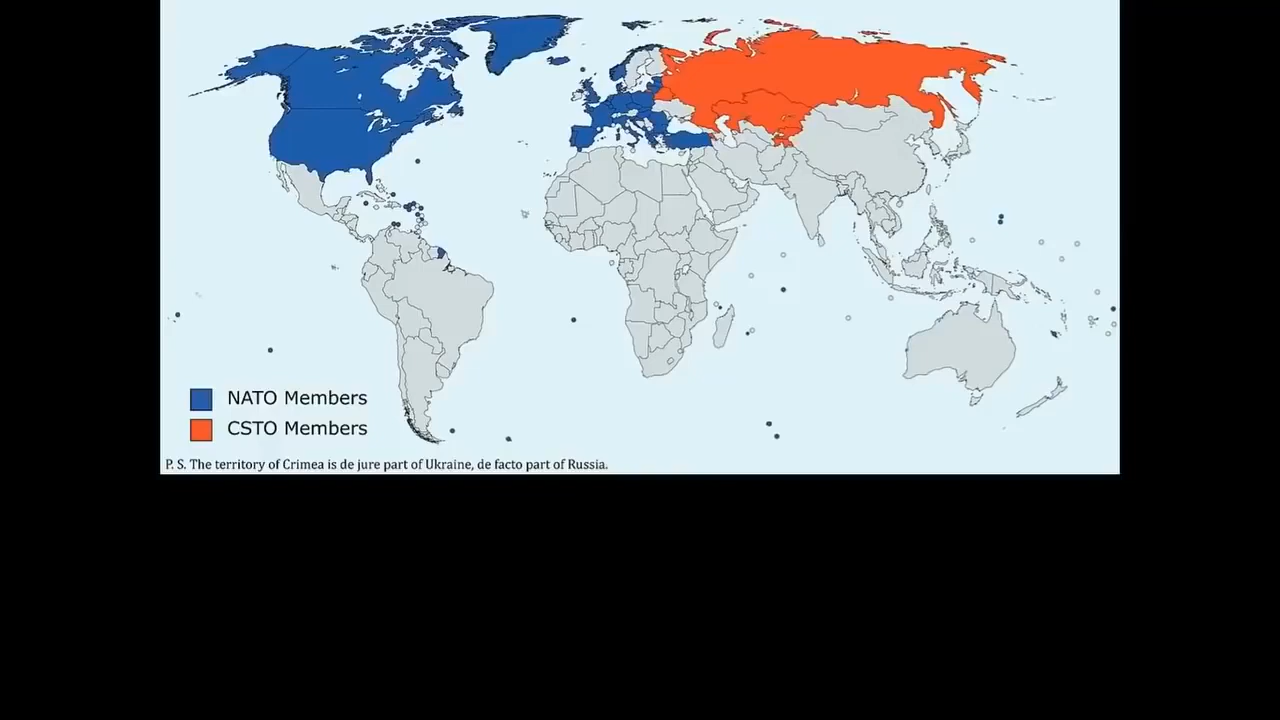 NATO Members
CSTO Members
P. S. The territory of Crimea is de jure part of Ukraine, de facto part of Russia.